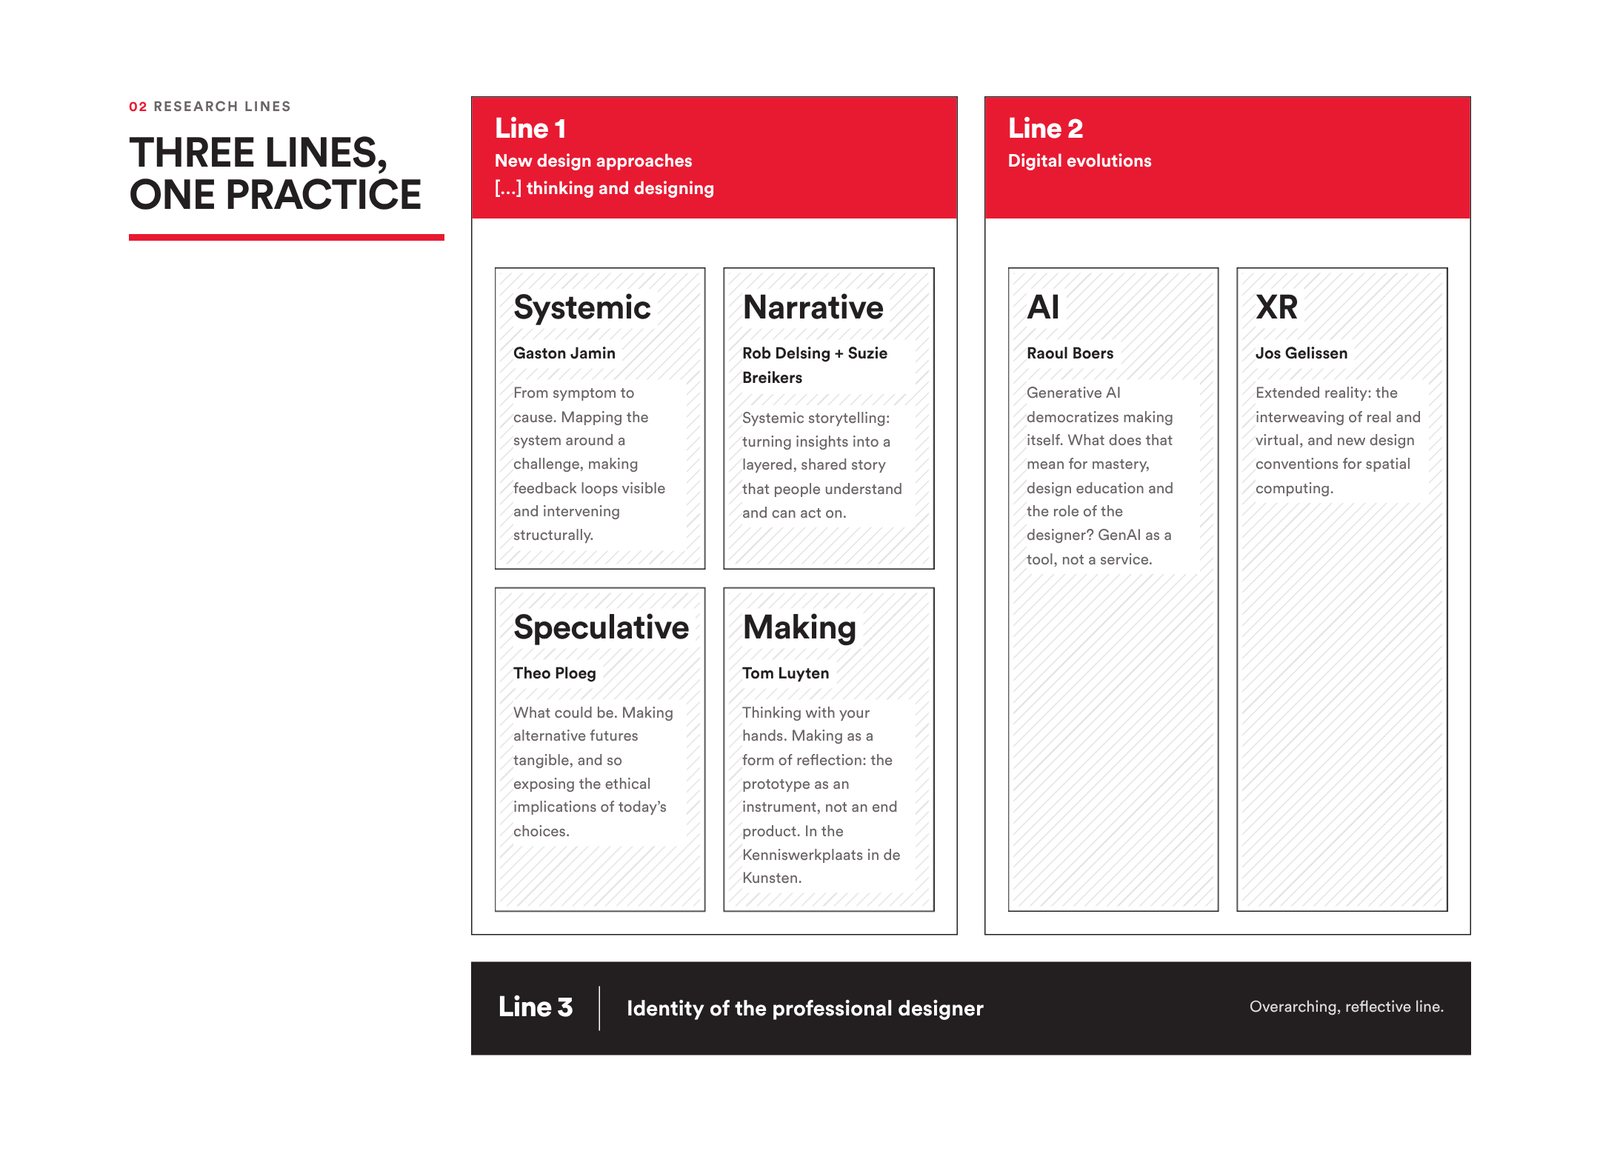 02 RESEARCH LINES
THREE LINES,
ONE PRACTICE
Line 1
New design approaches
[...] thinking and designing
Systemic
Gaston Jamin
From symptom to
cause. Mapping the
system around a
challenge, making
feedback loops visible
and intervening
structurally.
Narrative
Rob Delsing + Suzie
Breikers
Systemic storytelling:
turning insights into a
layered, shared story
that people understand
and can act on.
Speculative
Theo Ploeg
What could be. Making
alternative futures
tangible, and so
exposing the ethical
implications of today’s
choices.
Making
Tom Luyten
Thinking with your
hands. Making as a
form of reflection: the
prototype as an
instrument, not an end
product. In the
Kenniswerkplaats in de
Kunsten.
Line 2
Digital evolutions
AI
Raoul Boers
Generative AI
democratizes making
itself. What does that
mean for mastery,
design education and
the role of the
designer? GenAI as a
tool, not a service.
XR
Jos Gelissen
Extended reality: the
interweaving of real and
virtual, and new design
conventions for spatial
computing.
Line 3
Identity of the professional designer
Overarching, reflective line.